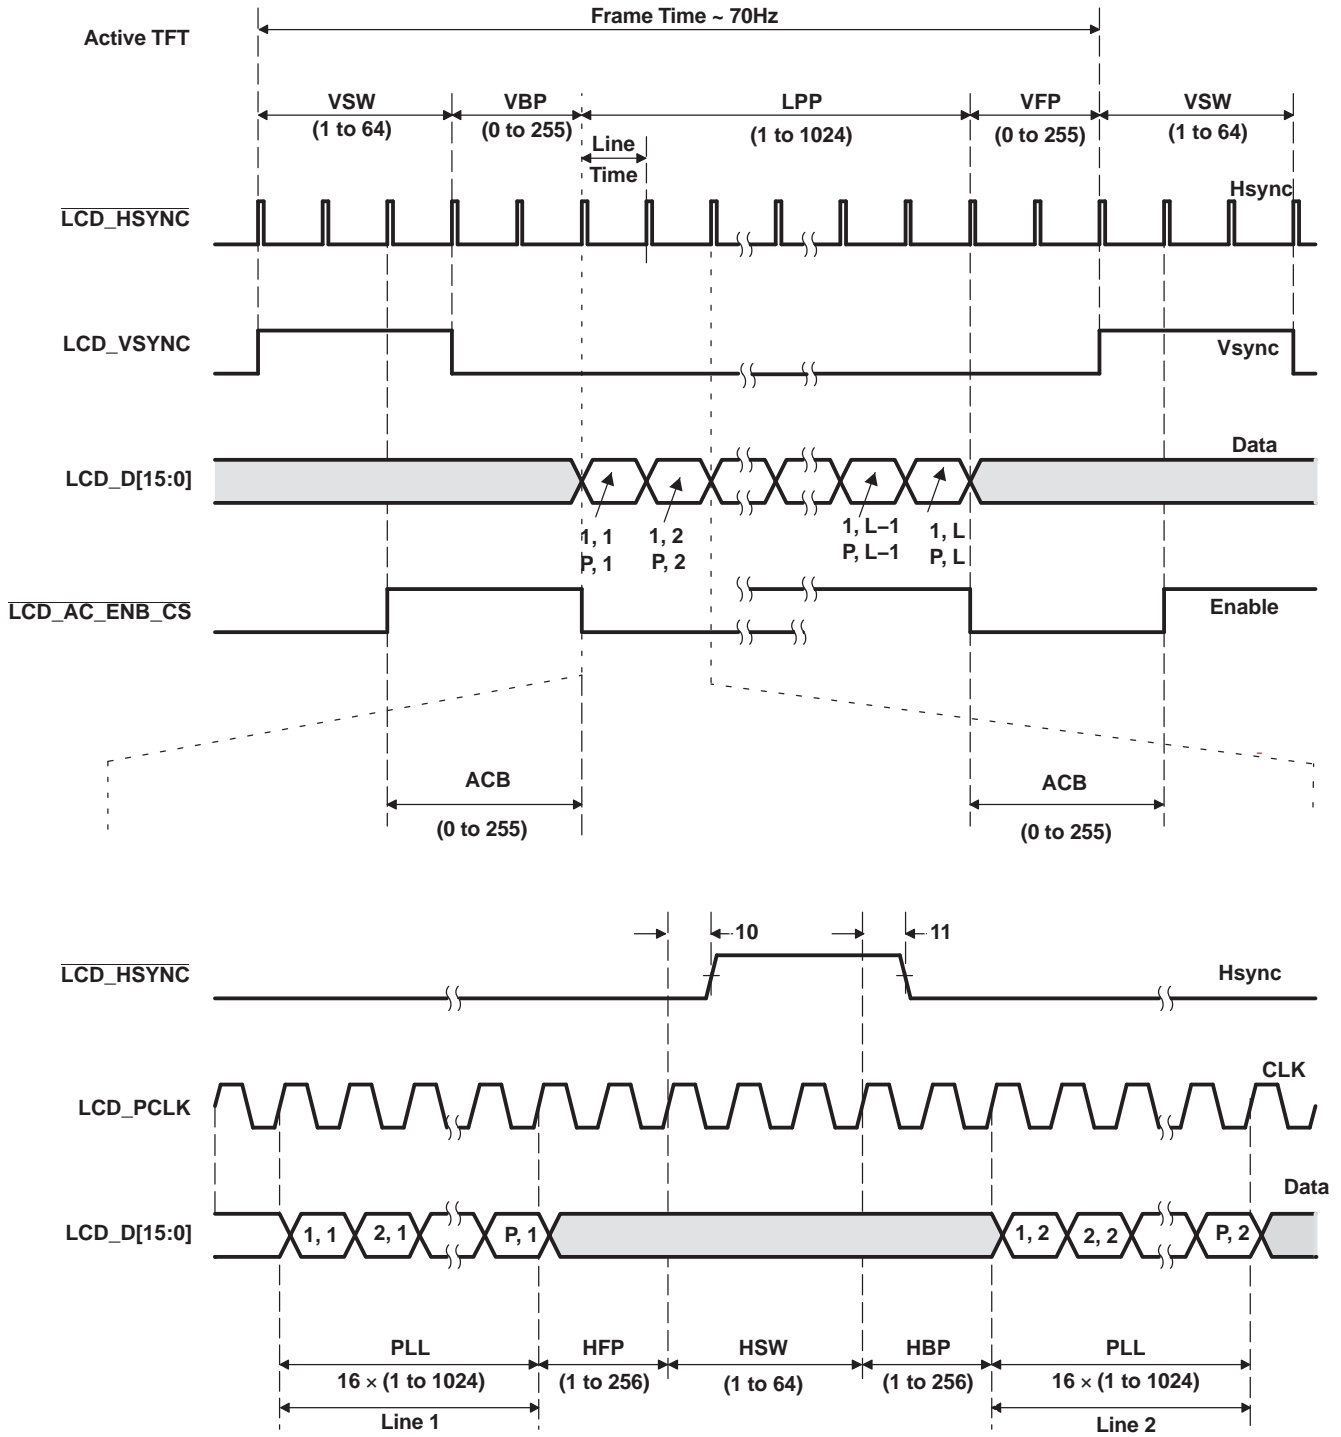 Frame Time ~ 70Hz
Active TFT
VSW
VBP
LPP
VFP
VSW
(1 to 64)
(0 to 255)
(1 to 1024)
(0 to 255)
(1 to 64)
Line
Time
LCD_HSYNC
Hsync
LCD_VSYNC
Vsync
Data
LCD_D[15:0]
1, 1
P, 1
1, 2
P, 2
1, L–1
P, L–1
1, L
P, L
LCD_AC_ENB_CS
Enable
ACB
(0 to 255)
ACB
(0 to 255)
10
11
LCD_HSYNC
Hsync
CLK
LCD_PCLK
Data
LCD_D[15:0]
1, 1
2, 1
P, 1
1, 2
2, 2
P, 2
PLL
HFP
HSW
HBP
PLL
16 × (1 to 1024)
(1 to 256)
(1 to 64)
(1 to 256)
16 × (1 to 1024)
Line 1
Line 2